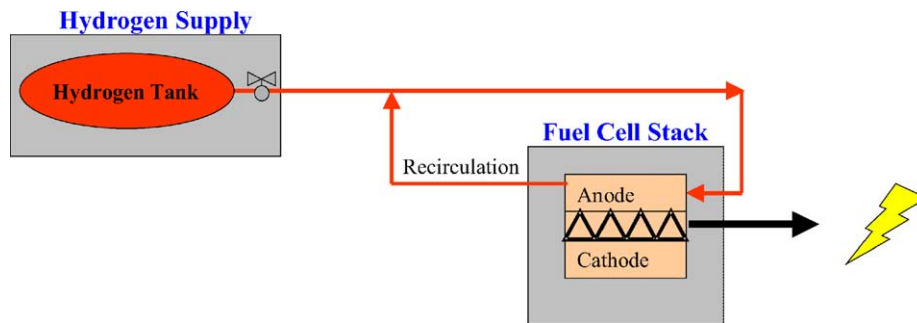 Hydrogen Supply
Hydrogen Tank
Fuel Cell Stack
Recirculation
Anode
Cathode